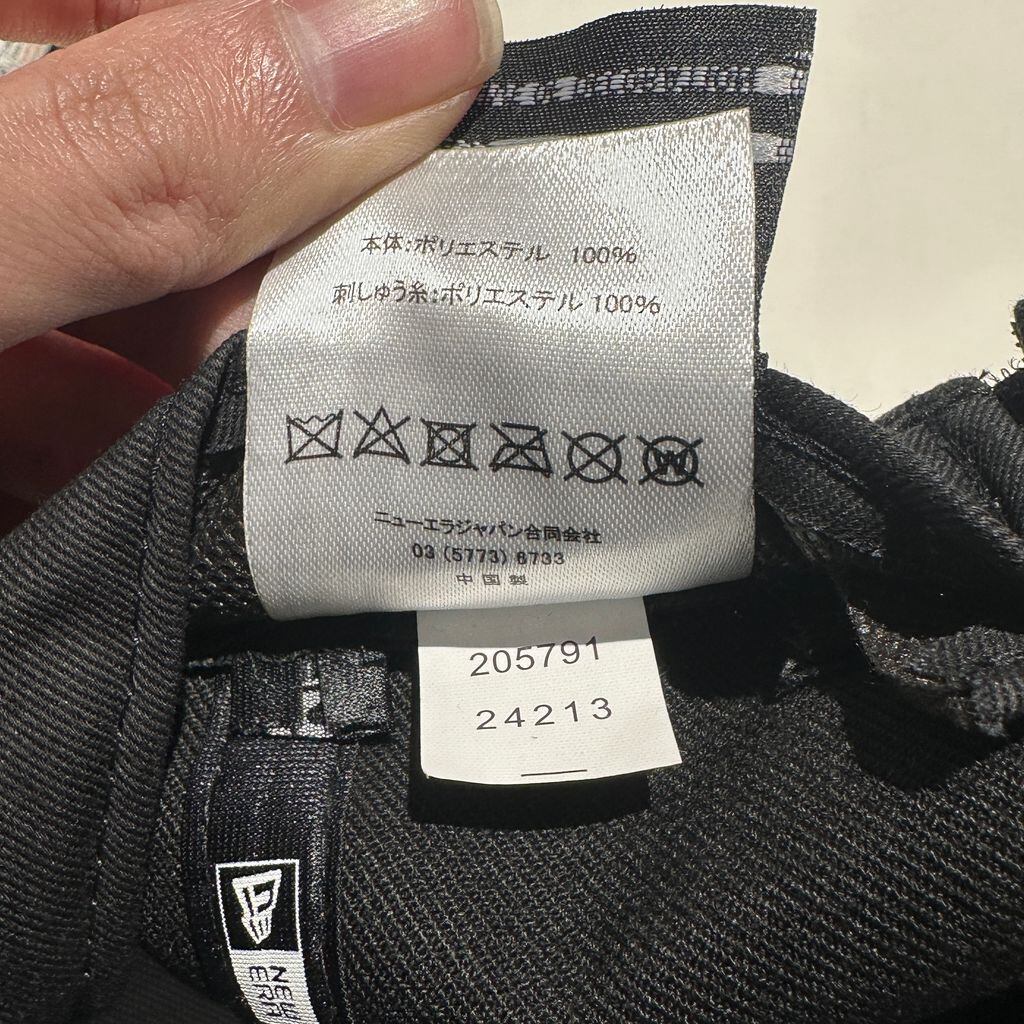 本体:ポリエステル 100%
刺しゅう糸:ポリエステル 100%
W
ニューエラジャパン合同会社
03 (5773) 8733
中国製
205791
24213
NEW
ERA